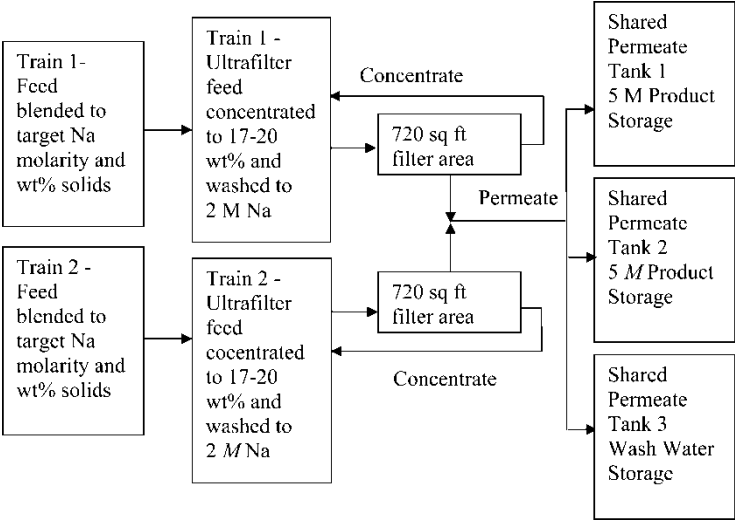 Train 1-
Feed
blended to
target Na
molarity and
wt% solids
Train 1 -
Ultrafilter
feed
concentrated
to 17-20
wt% and
washed to
2 M Na
Concentrate
720 sq ft
filter area
Permeate
Shared
Permeate
Tank 1
5 M Product
Storage
Shared
Permeate
Tank 2
5 M Product
Storage
Train 2 -
Feed
blended to
target Na
molarity and
wt% solids
Train 2 -
Ultrafilter
feed
cocentrated
to 17-20
wt% and
washed to
2 M Na
720 sq ft
filter area
Concentrate
Shared
Permeate
Tank 3
Wash Water
Storage